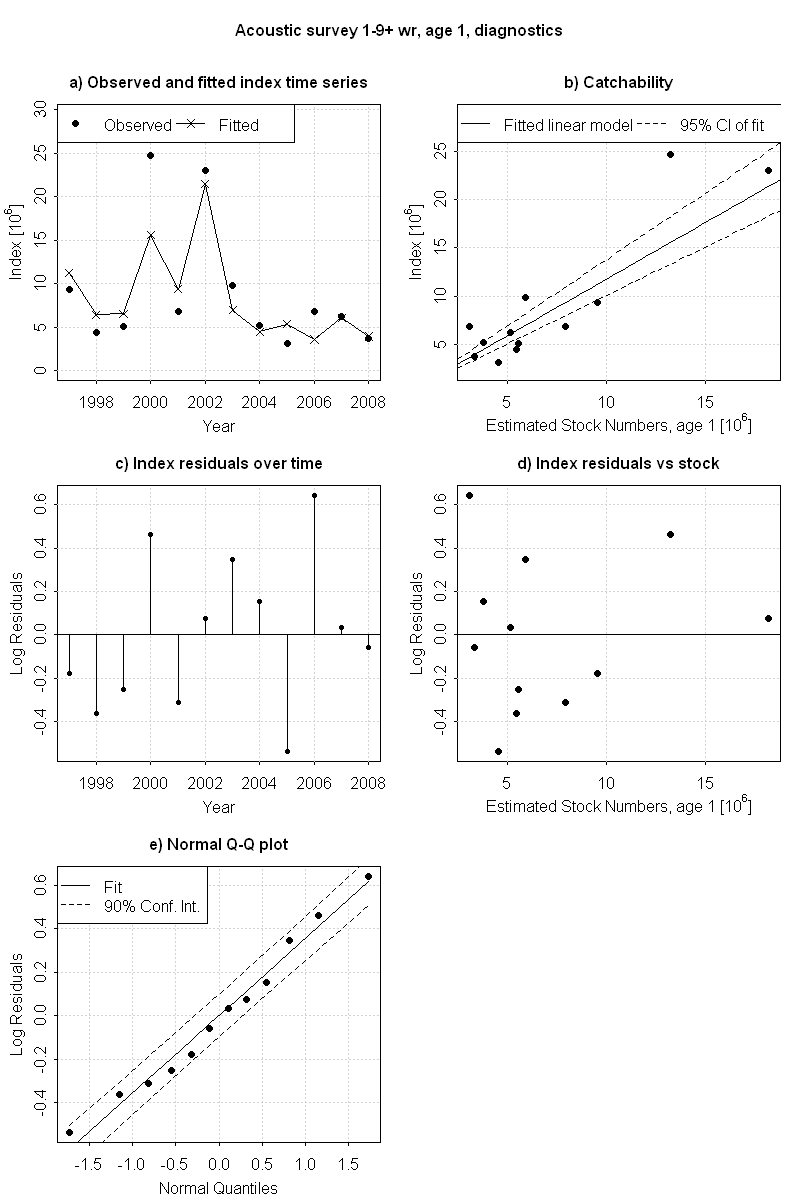 Acoustic survey 1-9+ wr, age 1, diagnostics
a) Observed and fitted index time series
Observed Fitted
Index [10^6]
0 5 10 15 20 25 30
1998 2000 2002 2004 2006 2008
Year
b) Catchability
Fitted linear model 95% CI of fit
Index [10^6]
5 10 15 20 25
5 10 15
Estimated Stock Numbers, age 1 [10^6]
c) Index residuals over time
Log Residuals
-0.4 -0.2 0.0 0.2 0.4 0.6
1998 2000 2002 2004 2006 2008
Year
d) Index residuals vs stock
Log Residuals
-0.4 -0.2 0.0 0.2 0.4 0.6
5 10 15
Estimated Stock Numbers, age 1 [10^6]
e) Normal Q-Q plot
Fit
90% Conf. Int.
Log Residuals
-0.4 -0.2 0.0 0.2 0.4 0.6
-1.5 -1.0 -0.5 0.0 0.5 1.0 1.5
Normal Quantiles